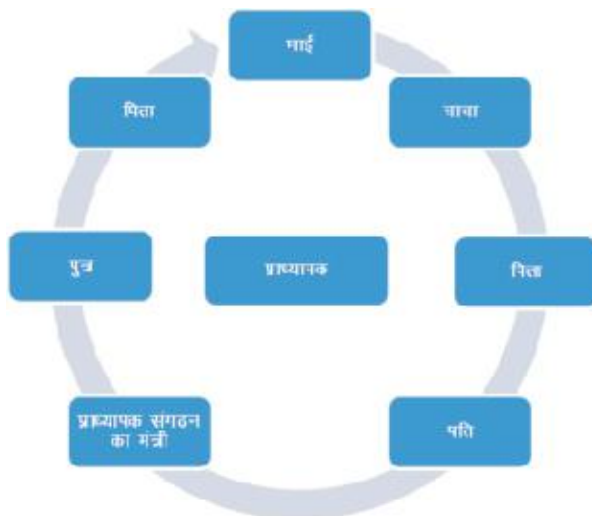 भाई
पिता
चाचा
पुत्र
प्राध्यापक
पिता
प्राध्यापक संगठन
का मंत्री
पति